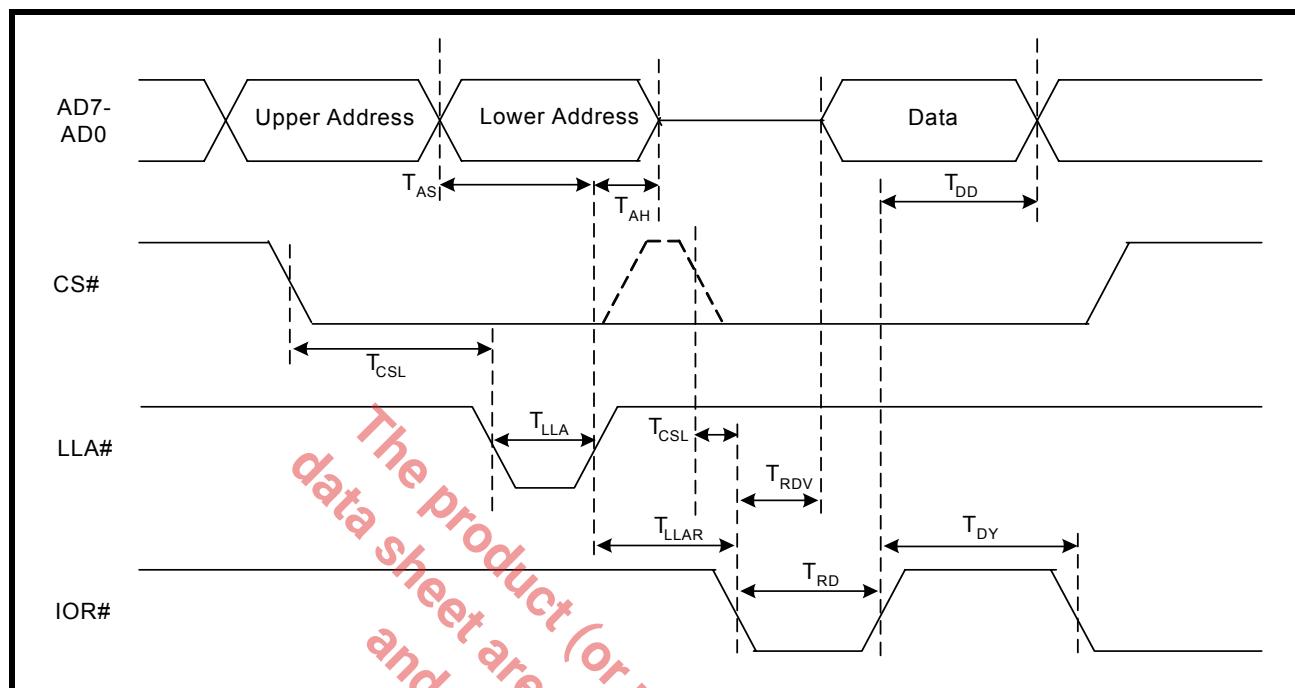 AD7-
AD0
Upper Address
Lower Address
Data
TAS
TAH
TDD
CS#
TCSL
LLA#
TLLA
TCSL
TRDV
TLLAR
TDY
IOR#
TRD
The product (or
data sheet are
and